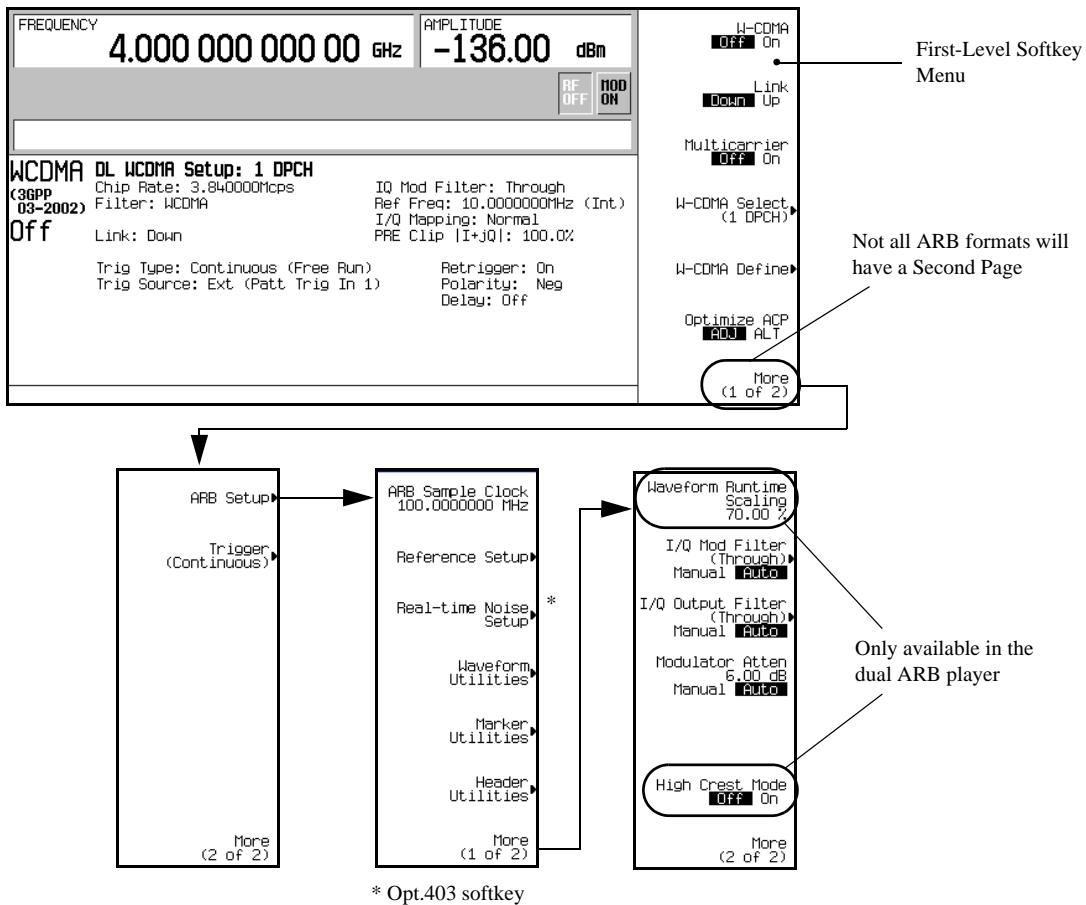 FREQUENCY
4.000 000 000 00 GHz
AMPLITUDE
-136.00 dBm
RF OFF
MOD ON
WCDMA
(3GPP
03-2002)
Off
DL WCDMA Setup: 1 DPCH
Chip Rate: 3.840000Mcps
Filter: WCDMA
Link: Down
IQ Mod Filter: Through
Ref Freq: 10.0000000MHz (Int)
I/Q Mapping: Normal
PRE Clip |I+jQ|: 100.0%
Trig Type: Continuous (Free Run)
Trig Source: Ext (Patt Trig In 1)
Retrigger: On
Polarity: Neg
Delay: Off
W-CDMA
Off On
Link
Down Up
Multicarrier
Off On
W-CDMA Select
(1 DPCH)
W-CDMA Define
Optimize ACP
ADJ ALT
More
(1 of 2)
First-Level Softkey
Menu
Not all ARB formats will
have a Second Page
ARB Setup
Trigger
(Continuous)
More
(2 of 2)
ARB Sample Clock
100.0000000 MHz
Reference Setup
Real-time Noise
Setup
*
Waveform
Utilities
Marker
Utilities
Header
Utilities
More
(1 of 2)
* Opt.403 softkey
Waveform Runtime
Scaling
70.00 %
I/Q Mod Filter
(Through)
Manual Auto
I/Q Output Filter
(Through)
Manual Auto
Modulator Atten
6.00 dB
Manual Auto
High Crest Mode
Off On
More
(2 of 2)
Only available in the
dual ARB player